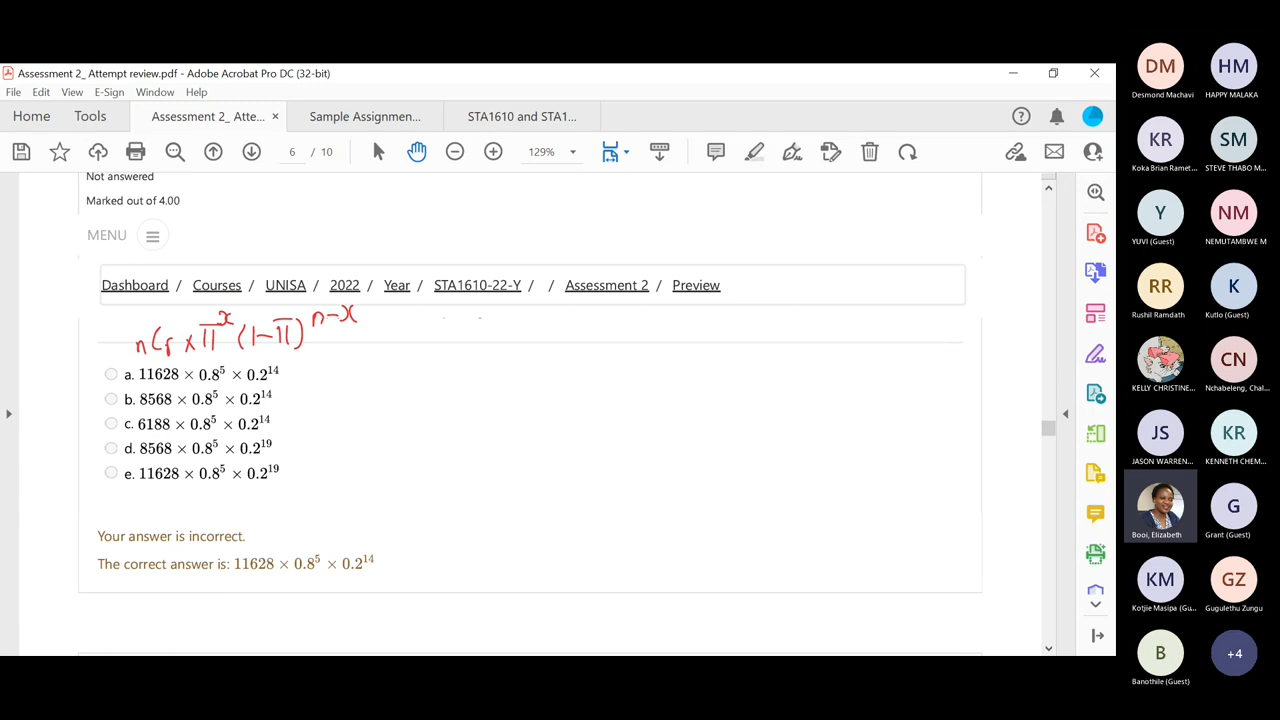 Assessment 2_ Attempt review.pdf - Adobe Acrobat Pro DC (32-bit)
File Edit View E-Sign Window Help
Home Tools Assessment 2_ Atte... × Sample Assignmen... STA1610 and STA1...
6 / 10 129%
Not answered
Marked out of 4.00
MENU
Dashboard / Courses / UNISA / 2022 / Year / STA1610-22-Y / / Assessment 2 / Preview
nCr × π^x (1-π)^n-x
a. 11628 × 0.8^5 × 0.2^14
b. 8568 × 0.8^5 × 0.2^14
c. 6188 × 0.8^5 × 0.2^14
d. 8568 × 0.8^5 × 0.2^19
e. 11628 × 0.8^5 × 0.2^19
Your answer is incorrect.
The correct answer is: 11628 × 0.8^5 × 0.2^14
DM HM
Desmond Machavi HAPPY MALAKA
KR SM
Koka Brian Ramet... STEVE THABO M...
Y NM
YUVI (Guest) NEMUTAMBWE M
RR K
Rushil Ramdath Kutlo (Guest)
CN
KELLY CHRISTINE... Nchabeleng, Chal...
JS KR
JASON WARREN... KENNETH CHEM...
G
Booi, Elizabeth Grant (Guest)
KM GZ
Kotjie Masipa (Gu... Gugulethu Zungu
B +4
Banothile (Guest)